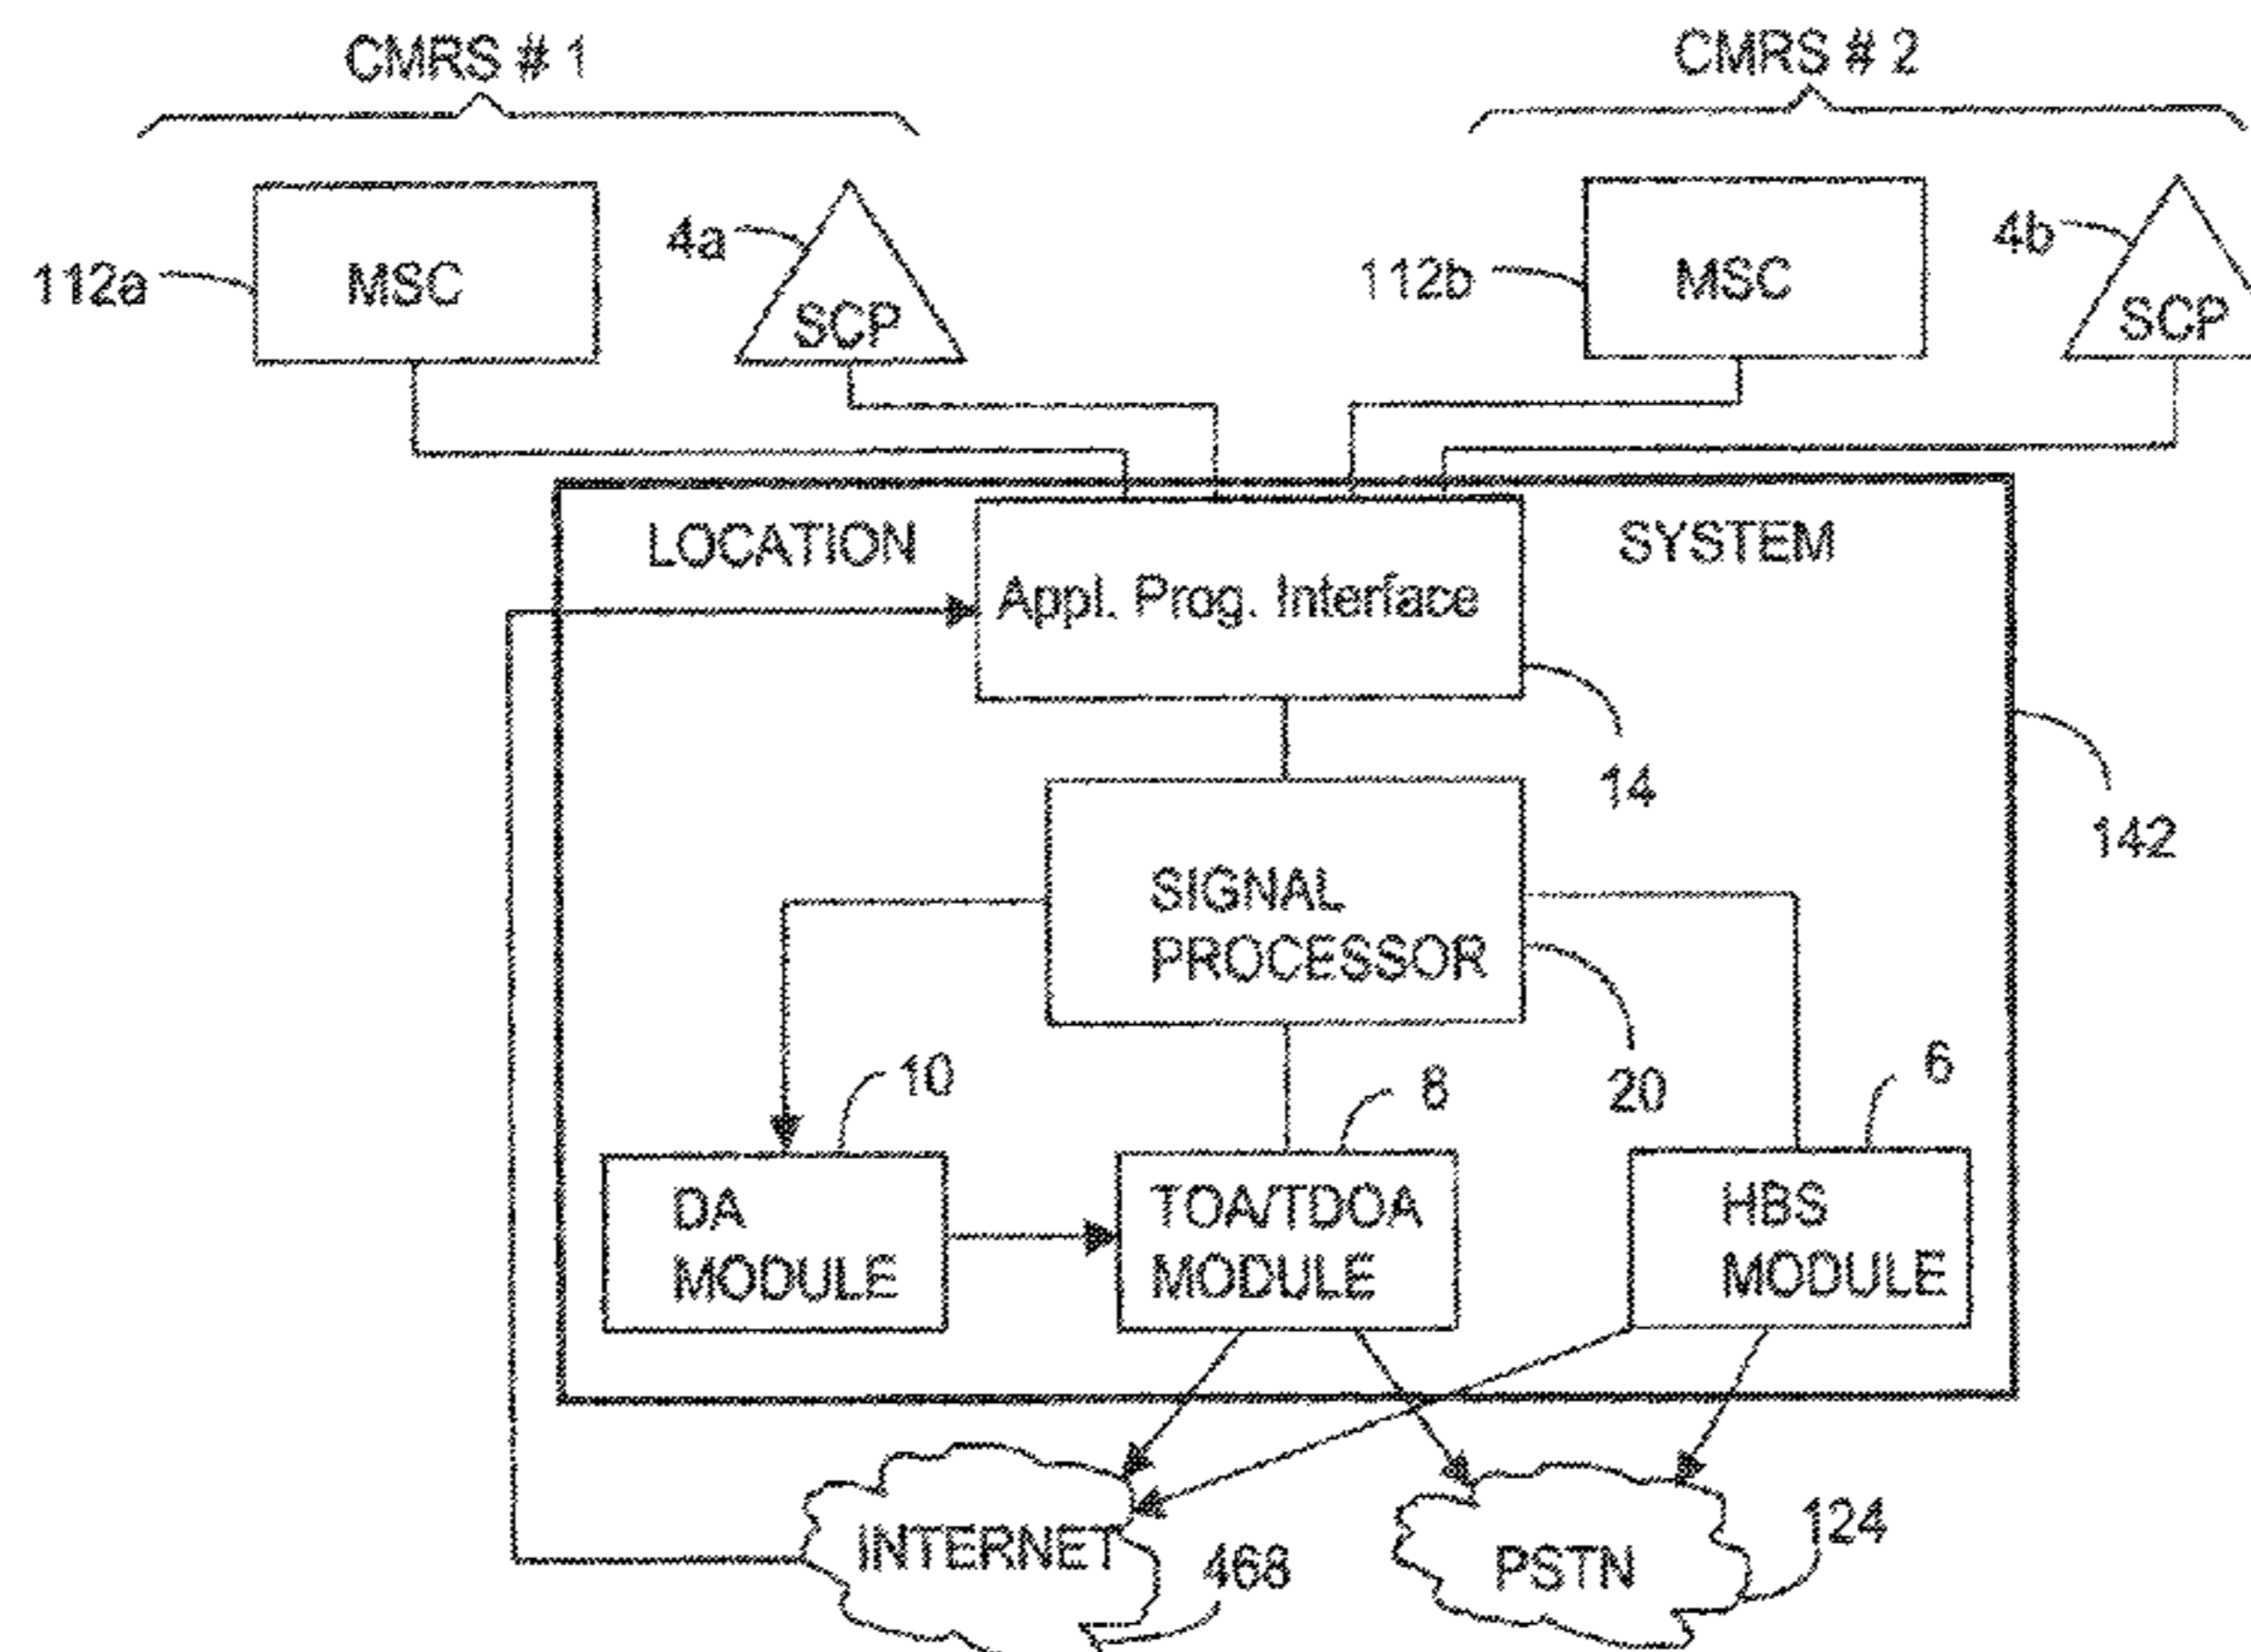 CMRS # 1
CMRS # 2
112a
MSC
4a
SCP
112b
MSC
4b
SCP
LOCATION
SYSTEM
Appl. Prog. Interface
14
142
SIGNAL
PROCESSOR
20
10
8
6
DA
MODULE
TOA/TDOA
MODULE
HBS
MODULE
INTERNET
468
PSTN
124